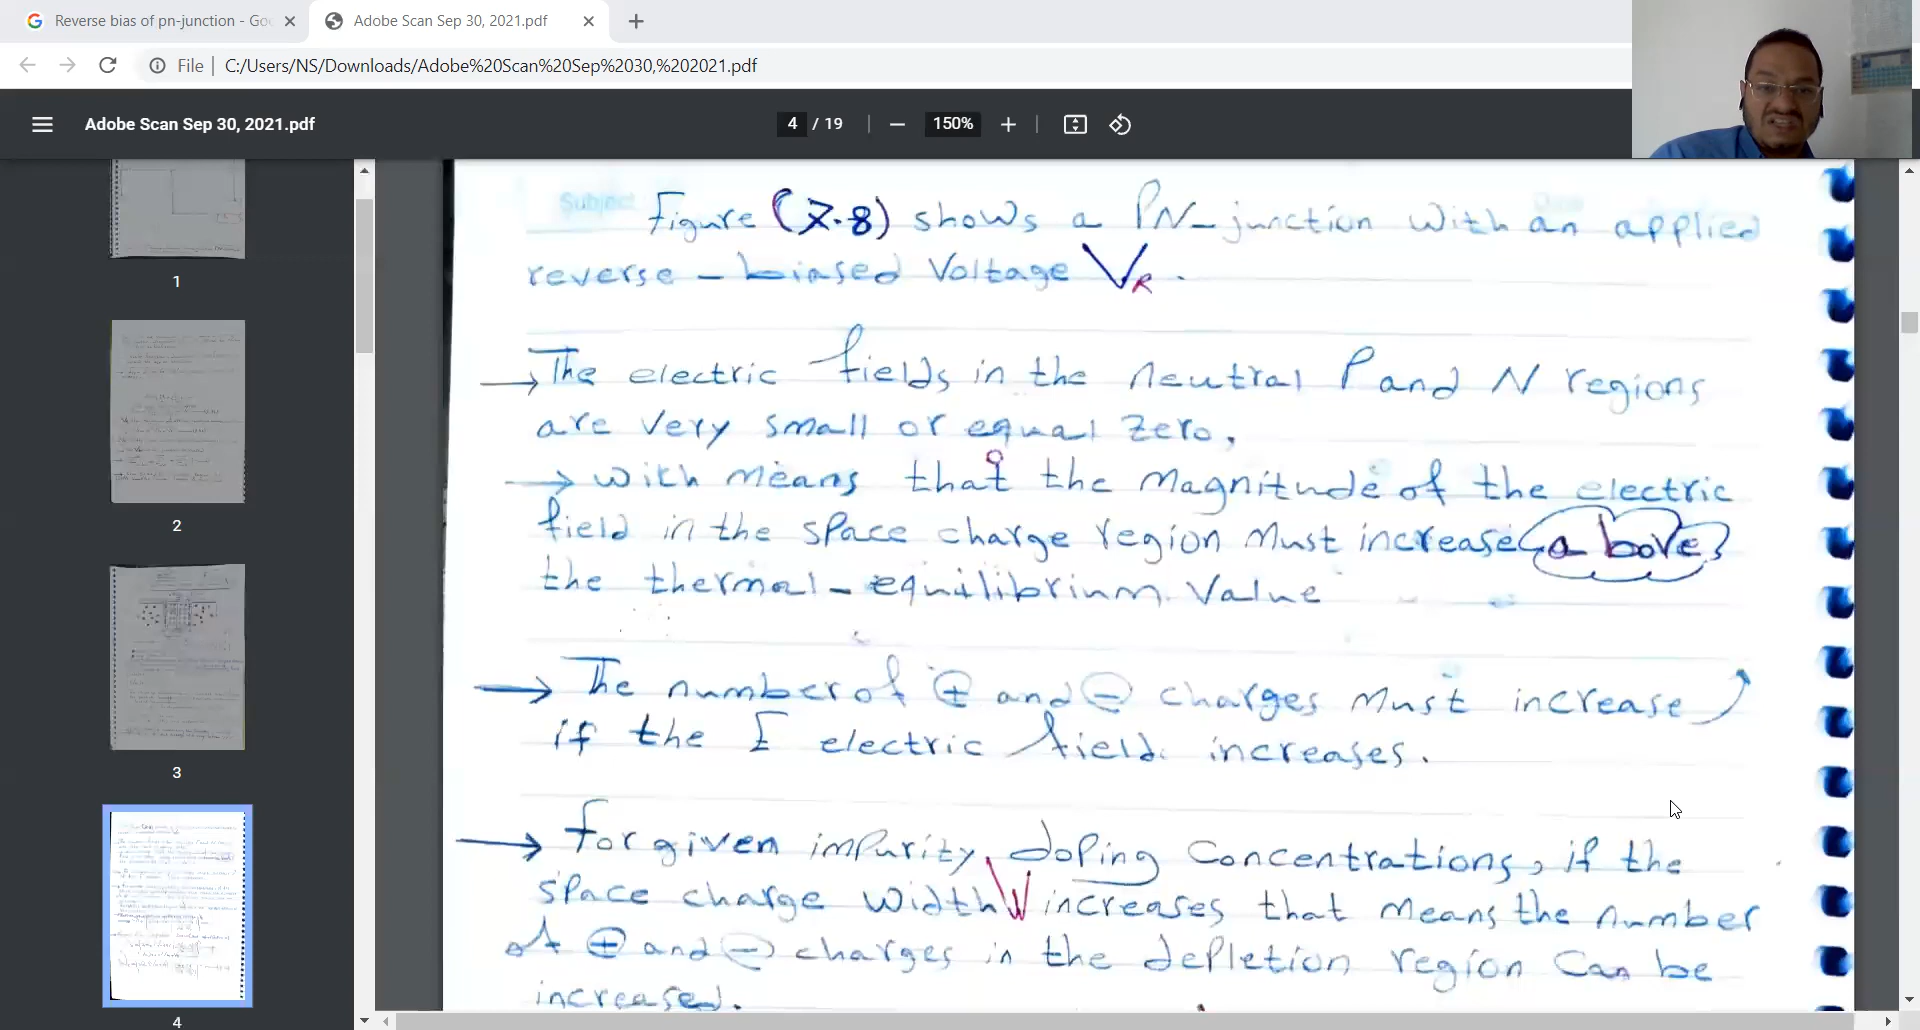 Reverse bias of pn-junction - Goo
Adobe Scan Sep 30, 2021.pdf
File
C:/Users/NS/Downloads/Adobe%20Scan%20Sep%2030,%202021.pdf
Adobe Scan Sep 30, 2021.pdf
4 / 19
150%
1
2
3
4
Subject
Figure (7.8) shows a PN-junction with an applied
reverse - biased Voltage VR.
→ The electric fields in the neutral P and N regions
are very small or equal zero.
→ with means that the magnitude of the electric
field in the space charge region must increase above
the thermal - equilibrium value
→ The number of + and - charges must increase
if the E electric field increases.
→ For given impurity doping concentrations, if the
space charge width W increases that means the number
of + and - charges in the depletion region can be
increased.